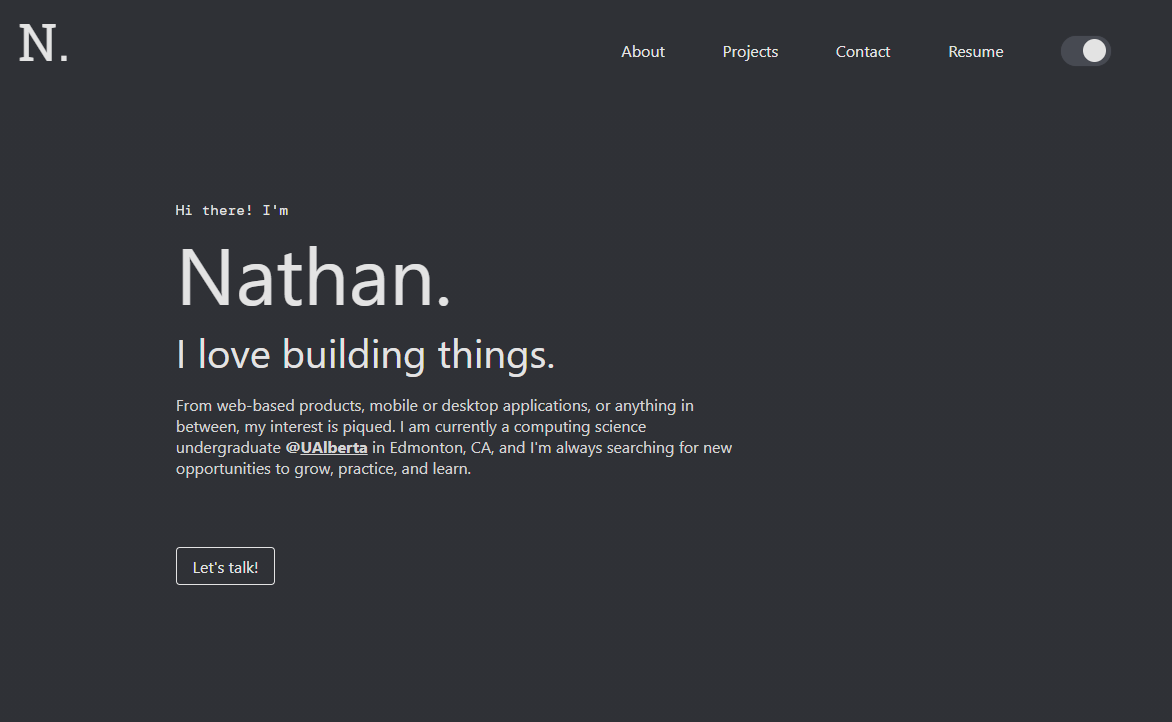 N.
About Projects Contact Resume
Hi there! I'm
Nathan.
I love building things.
From web-based products, mobile or desktop applications, or anything in
between, my interest is piqued. I am currently a computing science
undergraduate @UAlberta in Edmonton, CA, and I'm always searching for new
opportunities to grow, practice, and learn.
Let's talk!